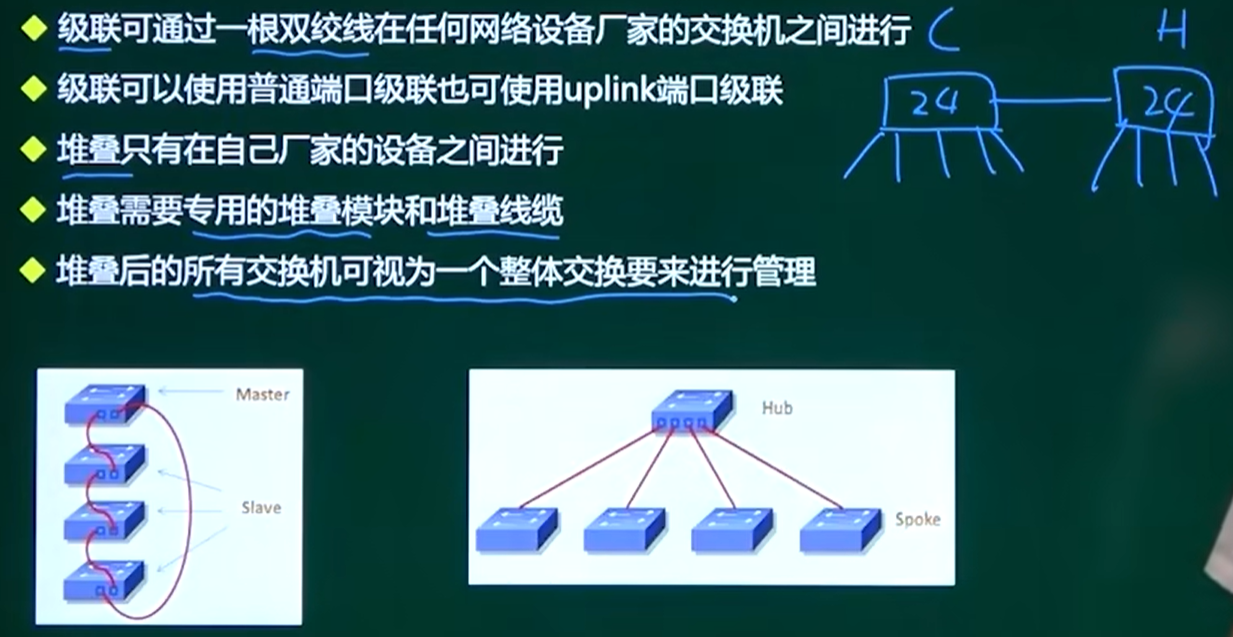 级联可通过一根双绞线在任何网络设备厂家的交换机之间进行
C H
24 24
级联可以使用普通端口级联也可使用uplink端口级联
堆叠只有在自己厂家的设备之间进行
堆叠需要专用的堆叠模块和堆叠线缆
堆叠后的所有交换机可视为一个整体交换要来进行管理
Master
Slave
Hub
Spoke